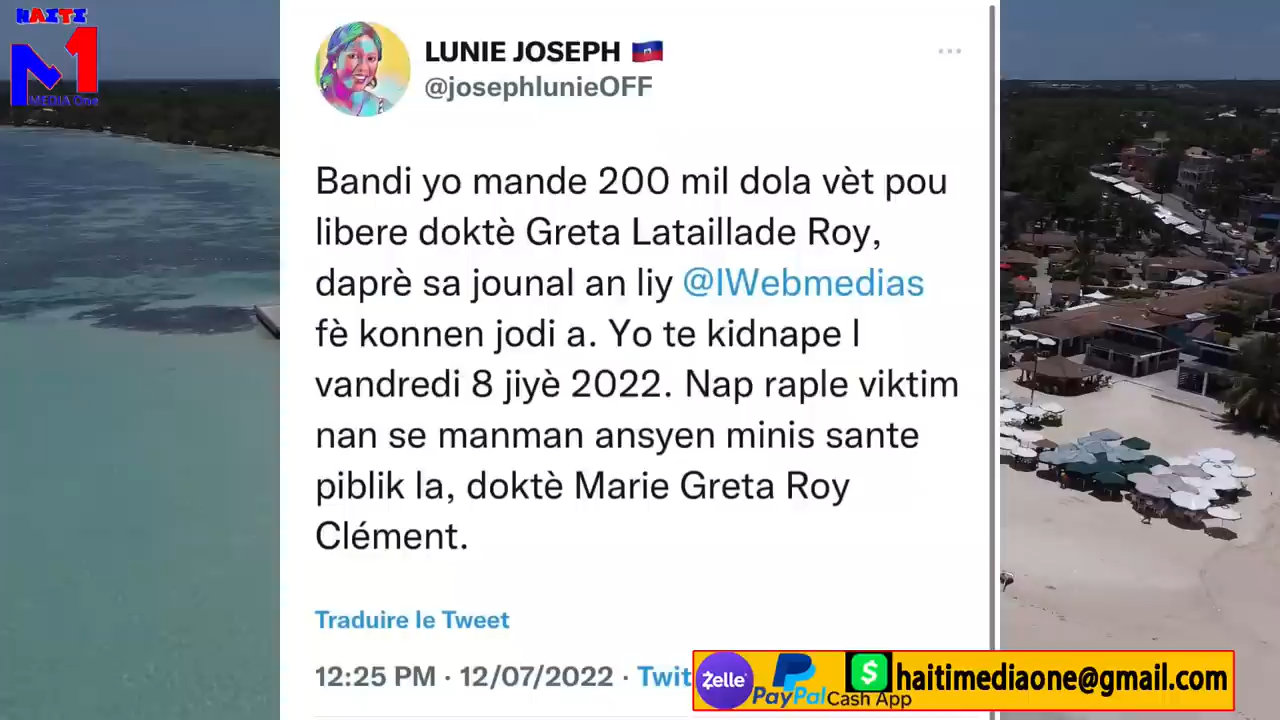 HAITI
M1
MEDIA One
LUNIE JOSEPH 🇭🇹
@josephlunieOFF
Bandi yo mande 200 mil dola vèt pou
libere doktè Greta Lataillade Roy,
daprè sa jounal an liy @IWebmedias
fè konnen jodi a. Yo te kidnape l
vandredi 8 jiyè 2022. Nap raple viktim
nan se manman ansyen minis sante
piblik la, doktè Marie Greta Roy
Clément.
Traduire le Tweet
12:25 PM · 12/07/2022 · Twit
Zelle
PayPal
$
Cash App
haitimediaone@gmail.com